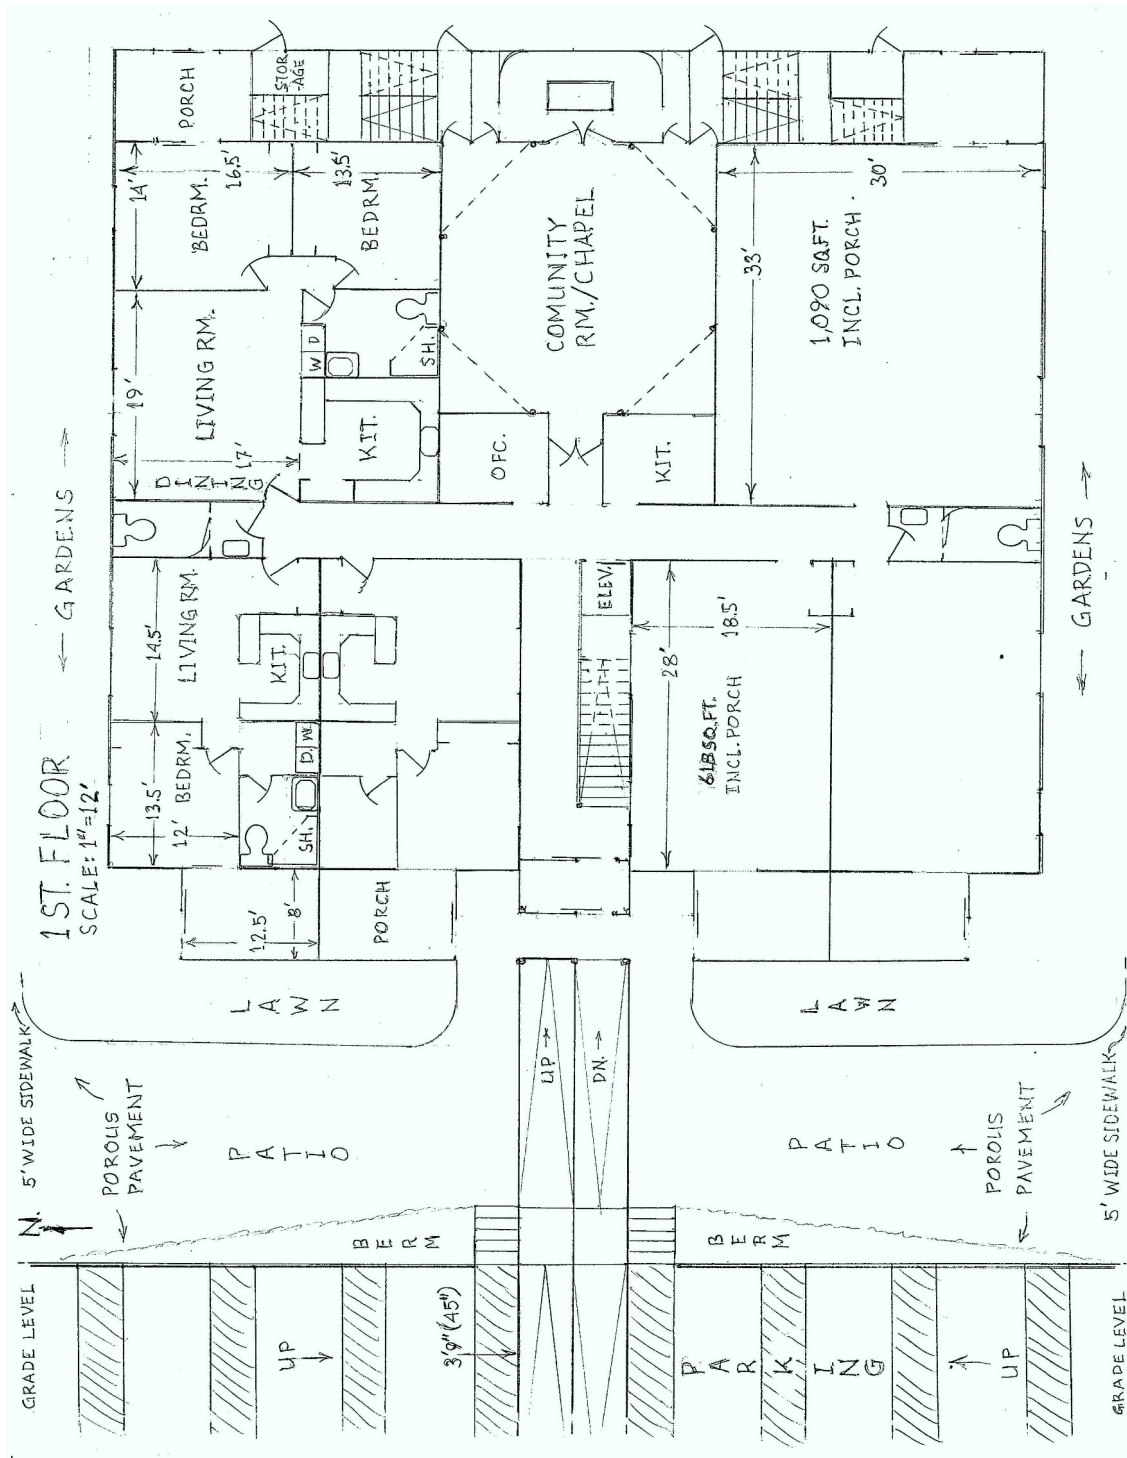 1ST. FLOOR
SCALE: 1"=12'
← GARDENS →
PORCH
STOR-
AGE
14'
16.5'
13.5'
BEDRM.
BEDRM.
19'
LIVING RM.
17'
DINING
W D
SH.
KIT.
COMUNITY
RM./CHAPEL
OFC.
KIT.
30'
33'
1,090 SQ.FT.
INCL. PORCH.
14.5'
LIVING RM.
KIT.
13.5'
12'
BEDRM.
D. W.
SH.
ELEV.
28'
18.5'
618 SQ.FT.
INCL. PORCH
← GARDENS →
12.5'
8'
PORCH
LAWN
LAWN
5' WIDE SIDEWALK
POROUS
PAVEMENT
PATIO
UP →
DN. →
PATIO
POROUS
PAVEMENT
5' WIDE SIDEWALK
N.
BERM
BERM
GRADE LEVEL
UP
3'9" (45")
PARKING
UP
GRADE LEVEL